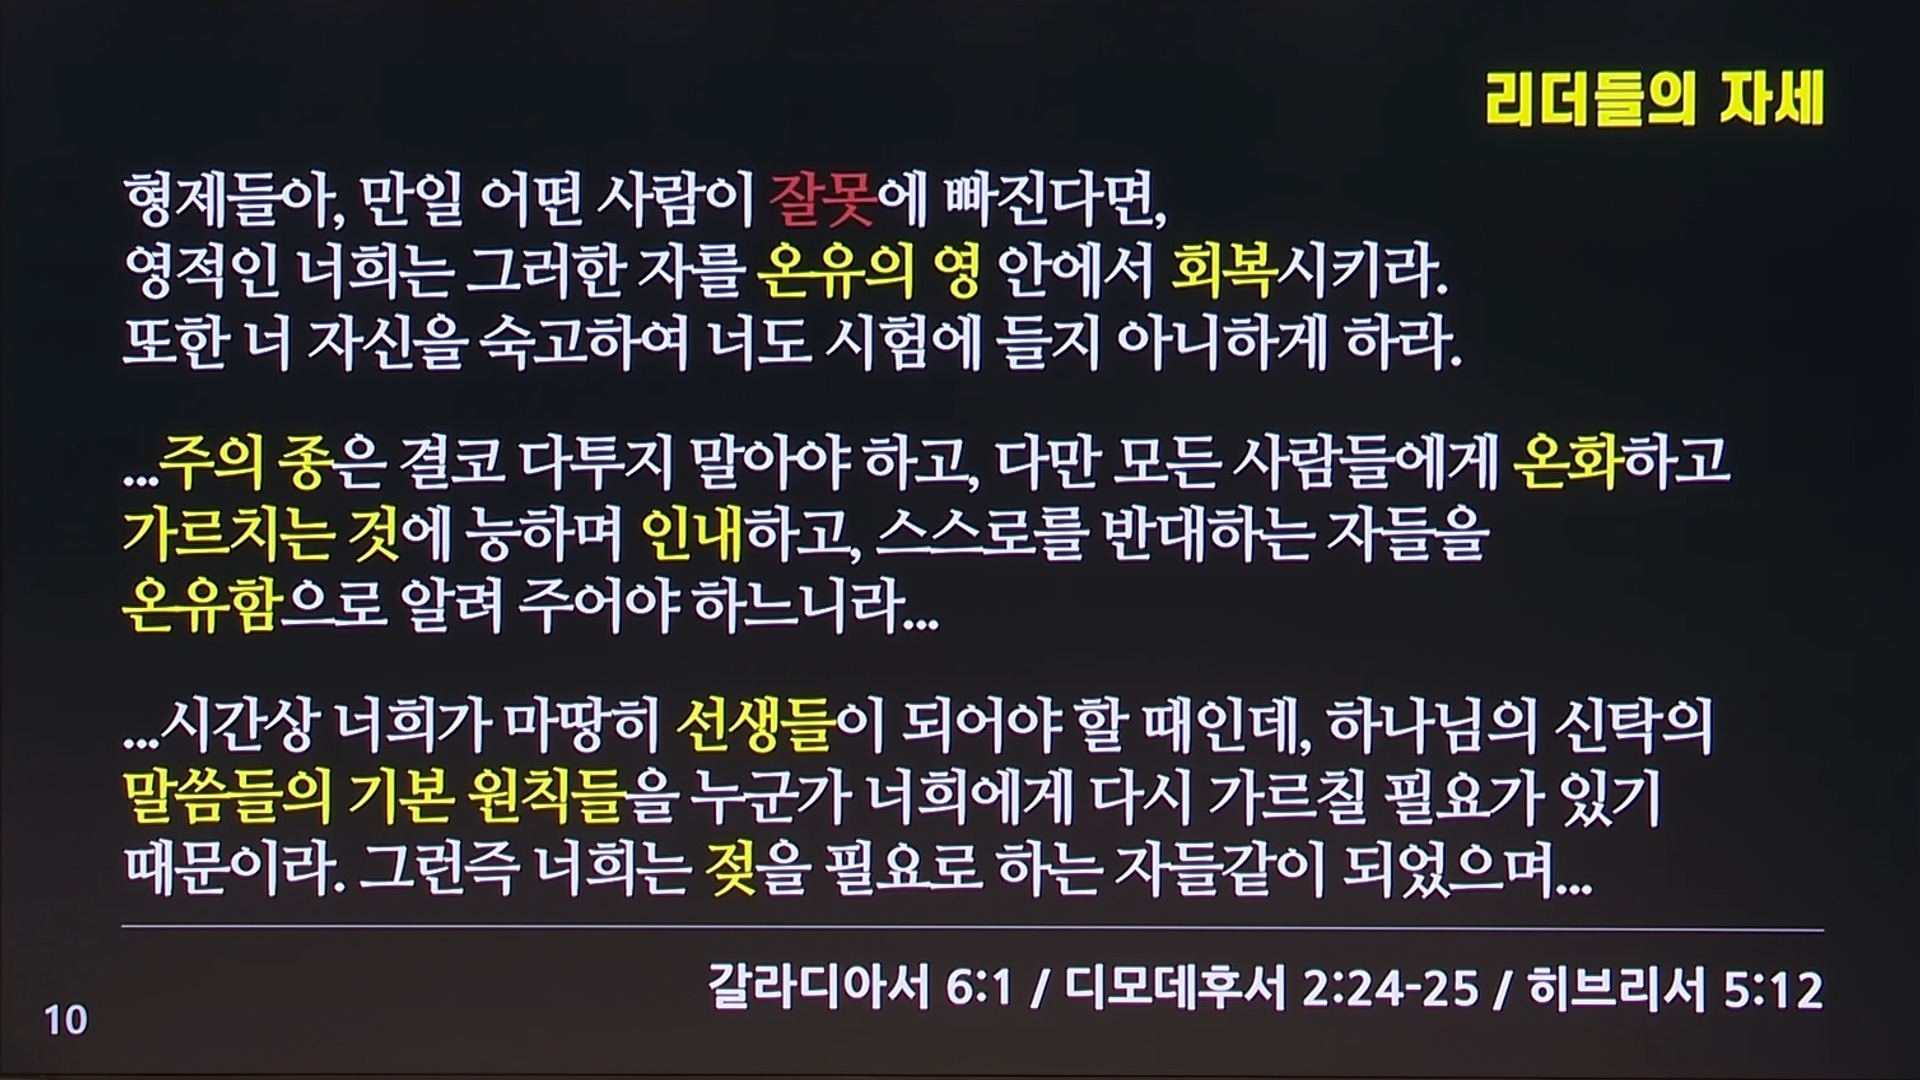 리더들의 자세
형제들아, 만일 어떤 사람이 잘못에 빠진다면,
영적인 너희는 그러한 자를 온유의 영 안에서 회복시키라.
또한 너 자신을 숙고하여 너도 시험에 들지 아니하게 하라.
...주의 종은 결코 다투지 말아야 하고, 다만 모든 사람들에게 온화하고
가르치는 것에 능하며 인내하고, 스스로를 반대하는 자들을
온유함으로 알려 주어야 하느니라...
...시간상 너희가 마땅히 선생들이 되어야 할 때인데, 하나님의 신탁의
말씀들의 기본 원칙들을 누군가 너희에게 다시 가르칠 필요가 있기
때문이라. 그런즉 너희는 젖을 필요로 하는 자들같이 되었으며...
갈라디아서 6:1 / 디모데후서 2:24-25 / 히브리서 5:12
10